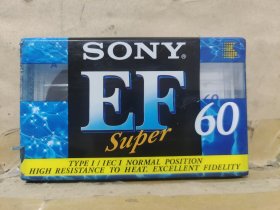 SONY
EF
Super
60
TYPE I / IEC I NORMAL POSITION
HIGH RESISTANCE TO HEAT. EXCELLENT FIDELITY